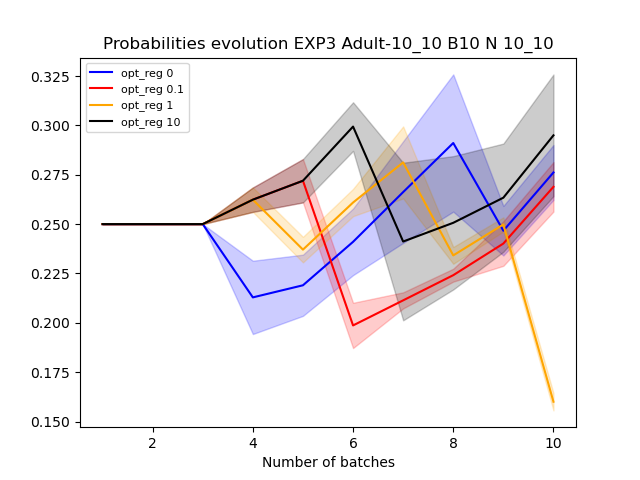 Probabilities evolution EXP3 Adult-10_10 B10 N 10_10
opt_reg 0
opt_reg 0.1
opt_reg 1
opt_reg 10
0.325
0.300
0.275
0.250
0.225
0.200
0.175
0.150
2 4 6 8 10
Number of batches